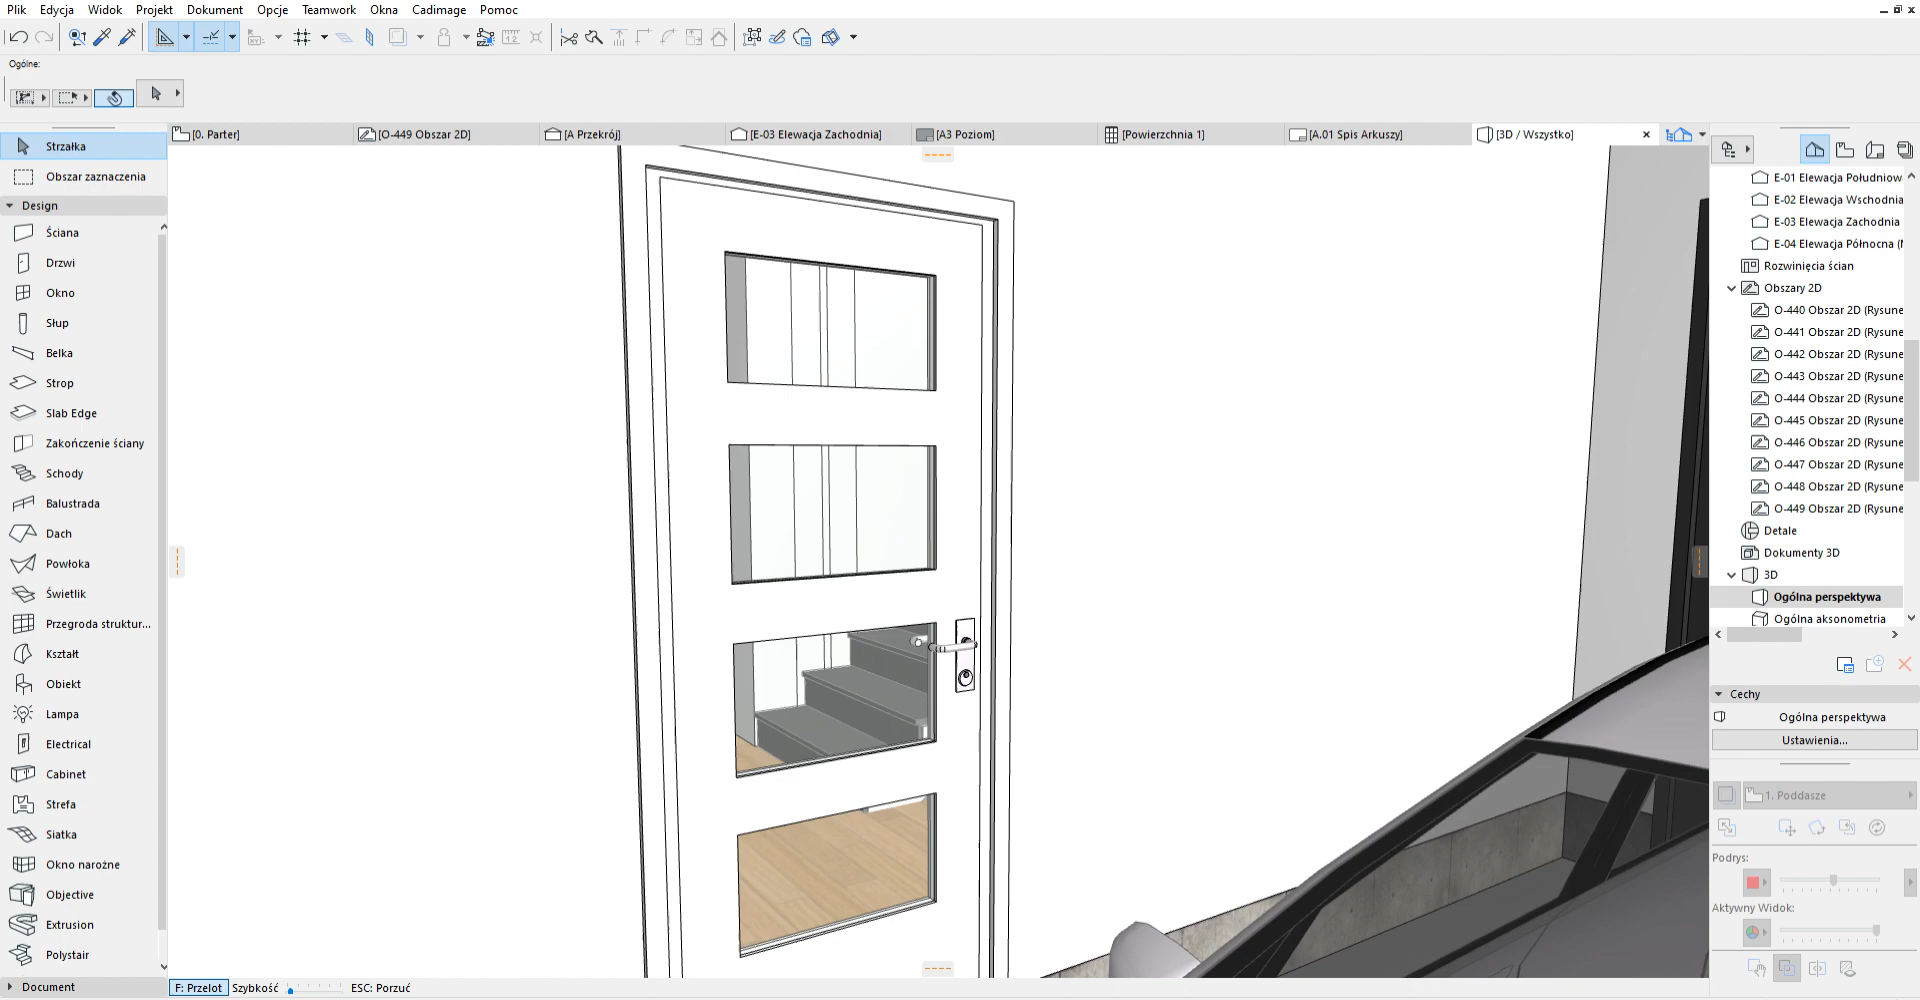 Plik Edycja Widok Projekt Dokument Opcje Teamwork Okna Cadimage Pomoc
Ogólne:
[0. Parter] [O-449 Obszar 2D] [A Przekrój] [E-03 Elewacja Zachodnia] [A3 Poziom] [Powierzchnia 1] [A.01 Spis Arkuszy] [3D / Wszystko]
Strzałka
Obszar zaznaczenia
Design
Ściana
Drzwi
Okno
Słup
Belka
Strop
Slab Edge
Zakończenie ściany
Schody
Balustrada
Dach
Powłoka
Świetlik
Przegroda struktur...
Kształt
Obiekt
Lampa
Electrical
Cabinet
Strefa
Siatka
Okno narożne
Objective
Extrusion
Polystair
Document
F: Przelot Szybkość ESC: Porzuć
E-01 Elewacja Południow
E-02 Elewacja Wschodnia
E-03 Elewacja Zachodnia
E-04 Elewacja Północna (
Rozwinięcia ścian
Obszary 2D
O-440 Obszar 2D (Rysune
O-441 Obszar 2D (Rysune
O-442 Obszar 2D (Rysune
O-443 Obszar 2D (Rysune
O-444 Obszar 2D (Rysune
O-445 Obszar 2D (Rysune
O-446 Obszar 2D (Rysune
O-447 Obszar 2D (Rysune
O-448 Obszar 2D (Rysune
O-449 Obszar 2D (Rysune
Detale
Dokumenty 3D
3D
Ogólna perspektywa
Ogólna aksonometria
Cechy
Ogólna perspektywa
Ustawienia...
1. Poddasze
Podrys:
Aktywny Widok: